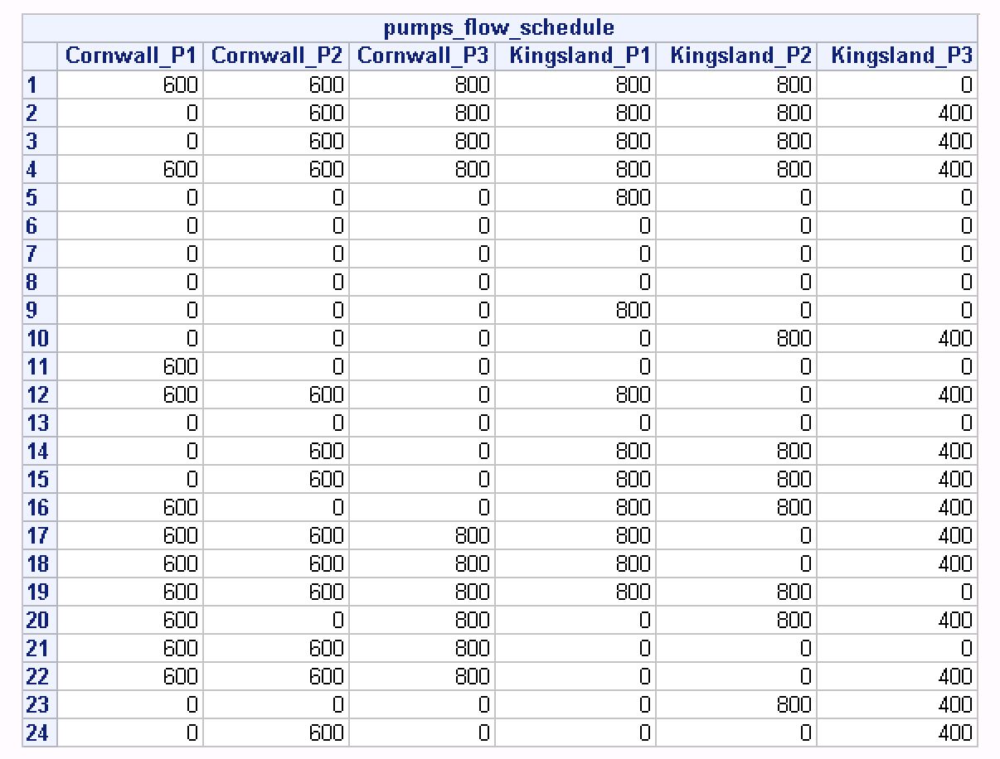 pumps_flow_schedule
Cornwall_P1 Cornwall_P2 Cornwall_P3 Kingsland_P1 Kingsland_P2 Kingsland_P3
1 600 600 800 800 800 0
2 0 600 800 800 800 400
3 0 600 800 800 800 400
4 600 600 800 800 800 400
5 0 0 0 800 0 0
6 0 0 0 0 0 0
7 0 0 0 0 0 0
8 0 0 0 0 0 0
9 0 0 0 800 0 0
10 0 0 0 0 800 400
11 600 0 0 0 0 0
12 600 600 0 800 0 400
13 0 0 0 0 0 0
14 0 600 0 800 800 400
15 0 600 0 800 800 400
16 600 0 0 800 800 400
17 600 600 800 800 0 400
18 600 600 800 800 0 400
19 600 600 800 800 800 0
20 600 0 800 0 800 400
21 600 600 800 0 0 0
22 600 600 800 0 0 400
23 0 0 0 0 800 400
24 0 600 0 0 0 400